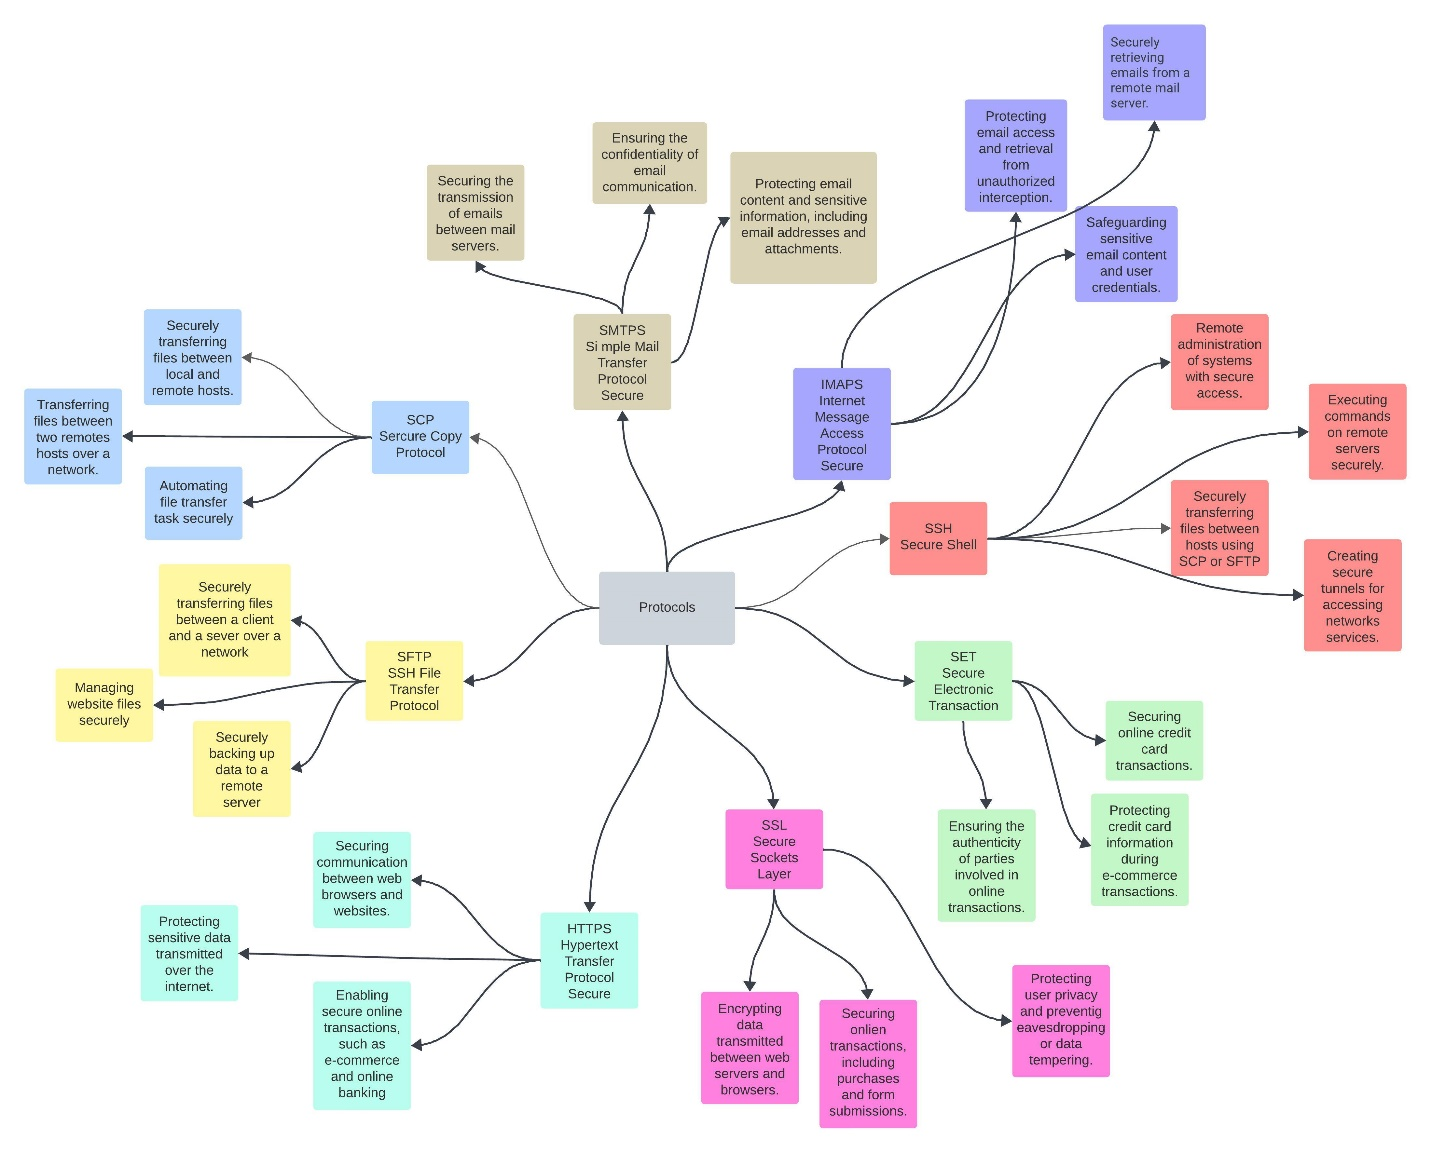 Securely
retrieving
emails from a
remote mail
server.
Protecting
email access
and retrieval
from
unauthorized
interception.
Safeguarding
sensitive
email content
and user
credentials.
Ensuring the
confidentiality of
email
communication.
Securing the
transmission
of emails
between mail
servers.
Protecting email
content and sensitive
information, including
email addresses and
attachments.
SMTPS
Si mple Mail
Transfer
Protocol
Secure
IMAPS
Internet
Message
Access
Protocol
Secure
Securely
transferring
files between
local and
remote hosts.
Transferring
files between
two remotes
hosts over a
network.
Automating
file transfer
task securely
SCP
Sercure Copy
Protocol
Remote
administration
of systems
with secure
access.
Executing
commands
on remote
servers
securely.
Securely
transferring
files between
hosts using
SCP or SFTP
Creating
secure
tunnels for
accessing
networks
services.
SSH
Secure Shell
Protocols
Securely
transferring files
between a client
and a sever over a
network
Managing
website files
securely
Securely
backing up
data to a
remote
server
SFTP
SSH File
Transfer
Protocol
SET
Secure
Electronic
Transaction
Securing
online credit
card
transactions.
Protecting
credit card
information
during
e-commerce
transactions.
Ensuring the
authenticity
of parties
involved in
online
transactions.
SSL
Secure
Sockets
Layer
Encrypting
data
transmitted
between web
servers and
browsers.
Securing
onlien
transactions,
including
purchases
and form
submissions.
Protecting
user privacy
and preventig
eavesdropping
or data
tempering.
Securing
communication
between web
browsers and
websites.
Protecting
sensitive data
transmitted
over the
internet.
Enabling
secure online
transactions,
such as
e-commerce
and online
banking
HTTPS
Hypertext
Transfer
Protocol
Secure